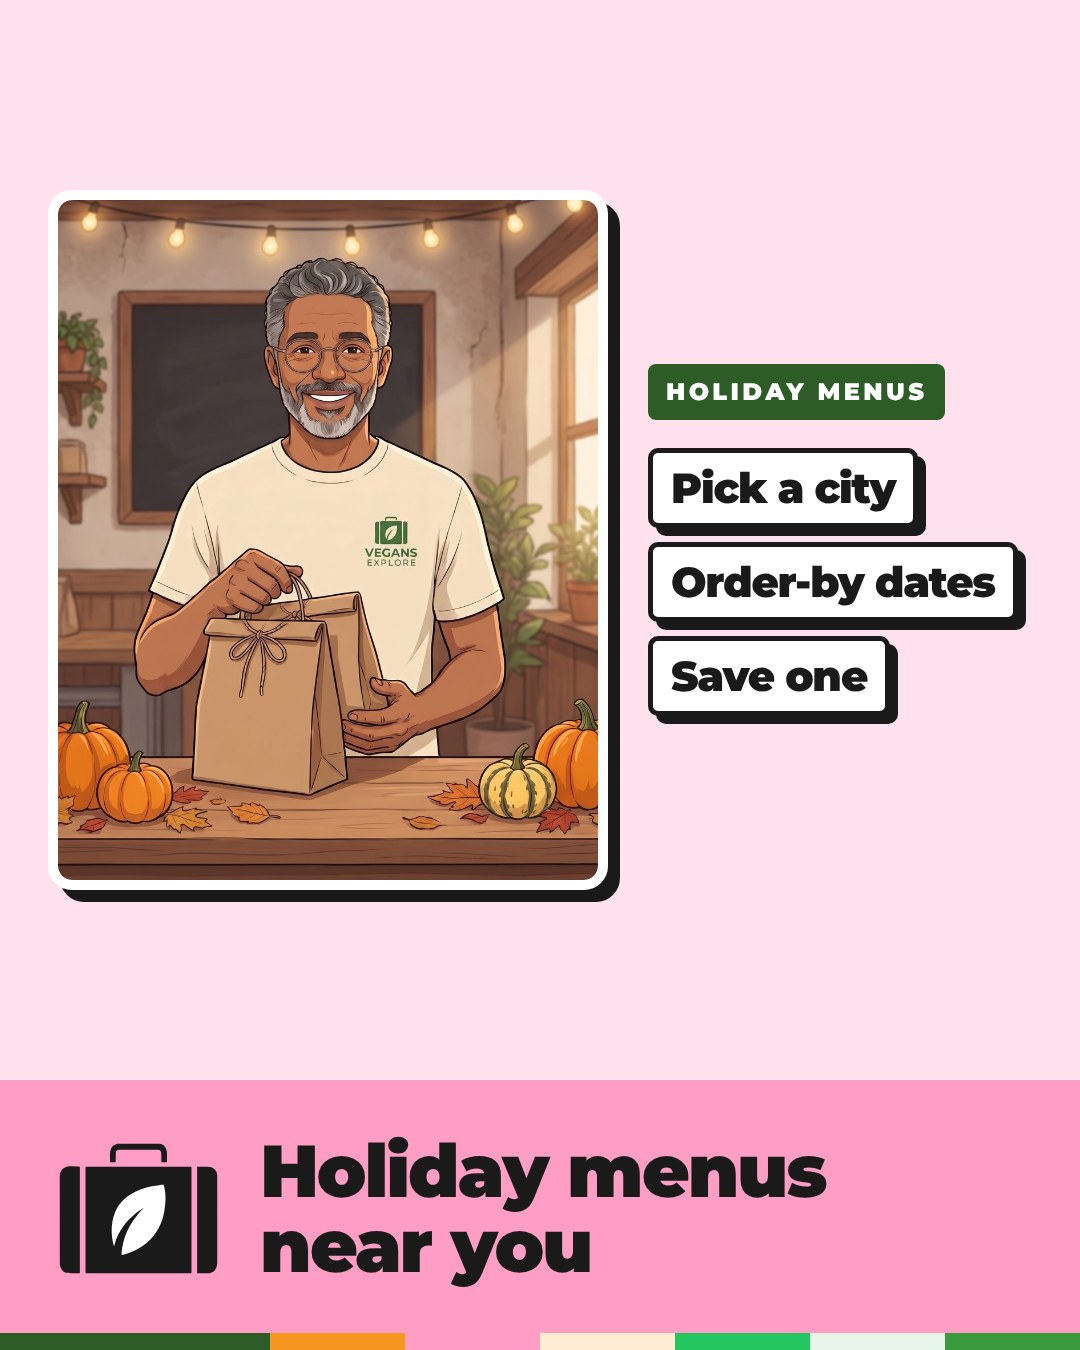 VEGANS
EXPLORE
HOLIDAY MENUS
Pick a city
Order-by dates
Save one
Holiday menus
near you